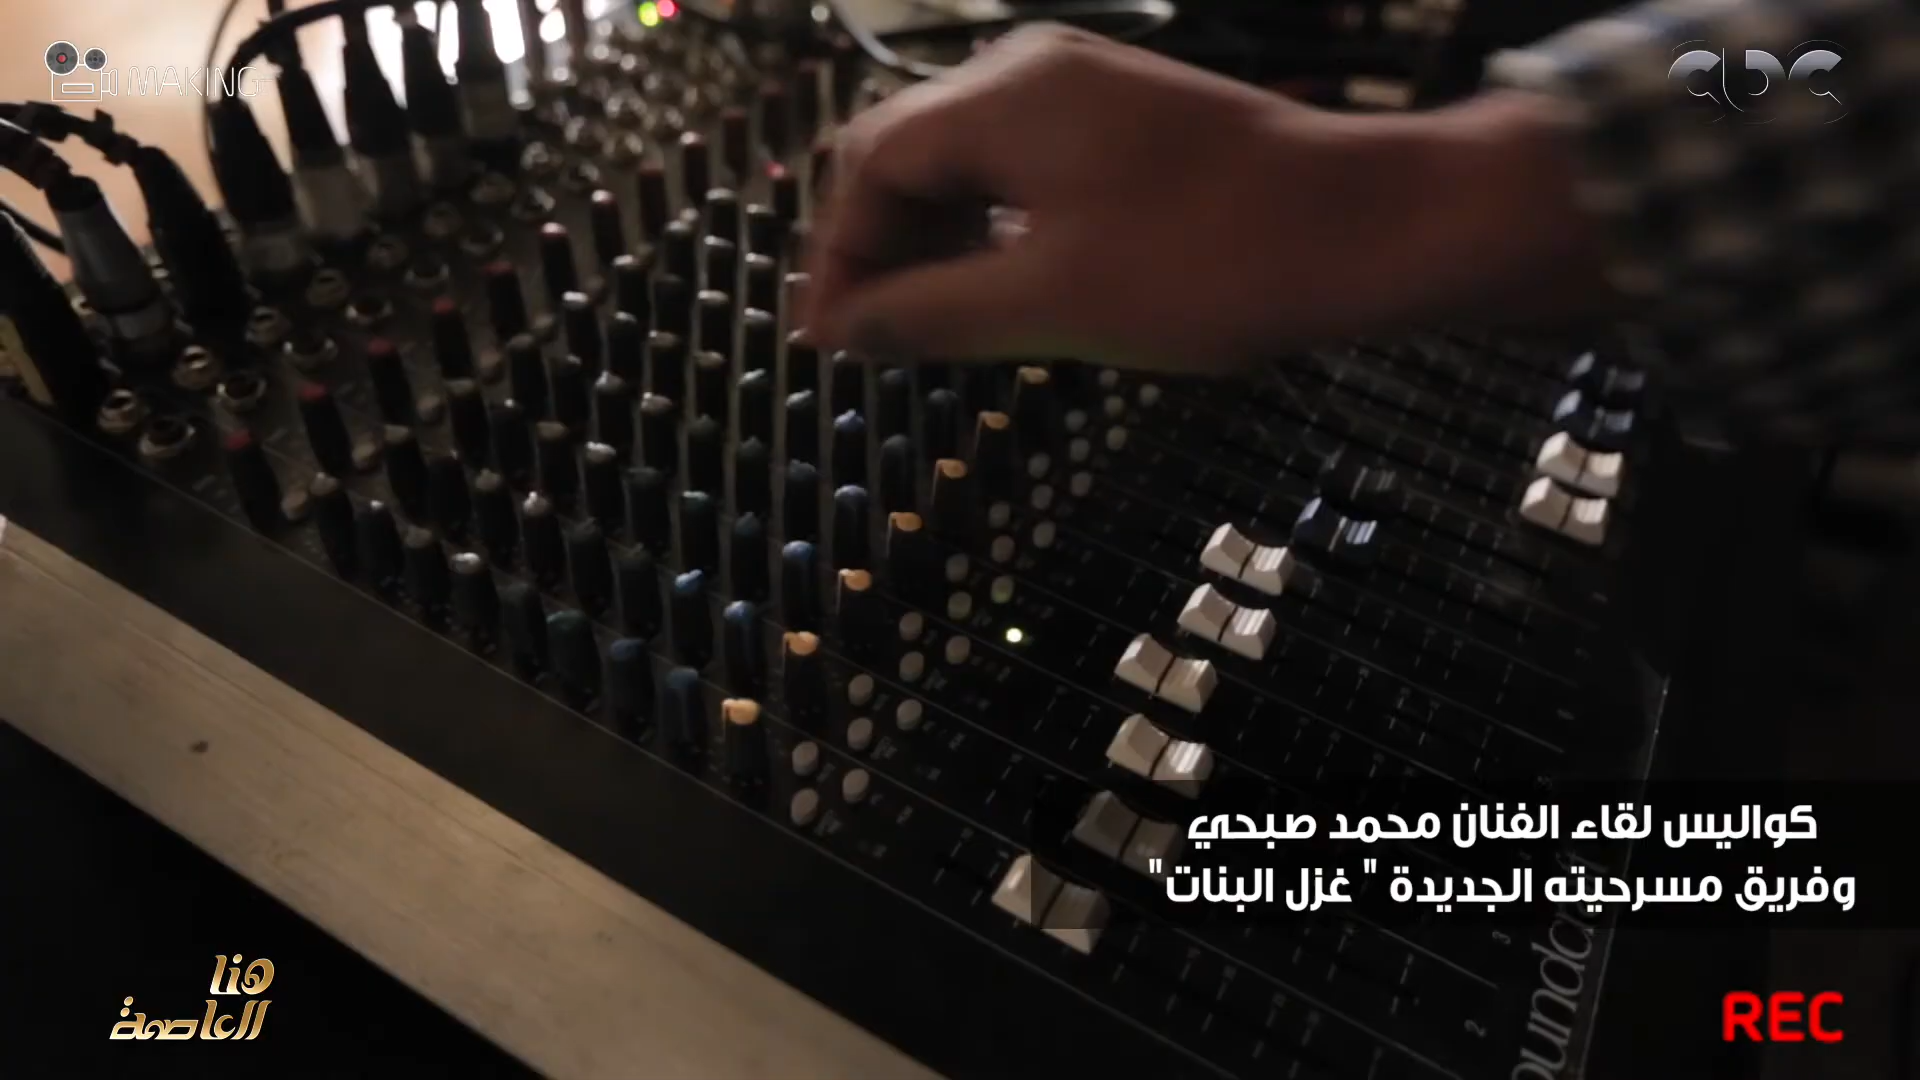 MAKING
cbc
كواليس لقاء الفنان محمد صبحي
وفريق مسرحيته الجديدة " غزل البنات"
هنا
العاصمة
REC